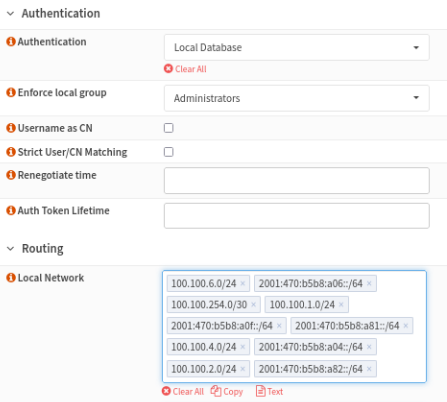 Authentication
Authentication
Local Database
Clear All
Enforce local group
Administrators
Username as CN
Strict User/CN Matching
Renegotiate time
Auth Token Lifetime
Routing
Local Network
100.100.6.0/24 × 2001:470:b5b8:a06::/64 ×
100.100.254.0/30 × 100.100.1.0/24 ×
2001:470:b5b8:a0f::/64 × 2001:470:b5b8:a81::/64 ×
100.100.4.0/24 × 2001:470:b5b8:a04::/64 ×
100.100.2.0/24 × 2001:470:b5b8:a82::/64 ×
Clear All Copy Text